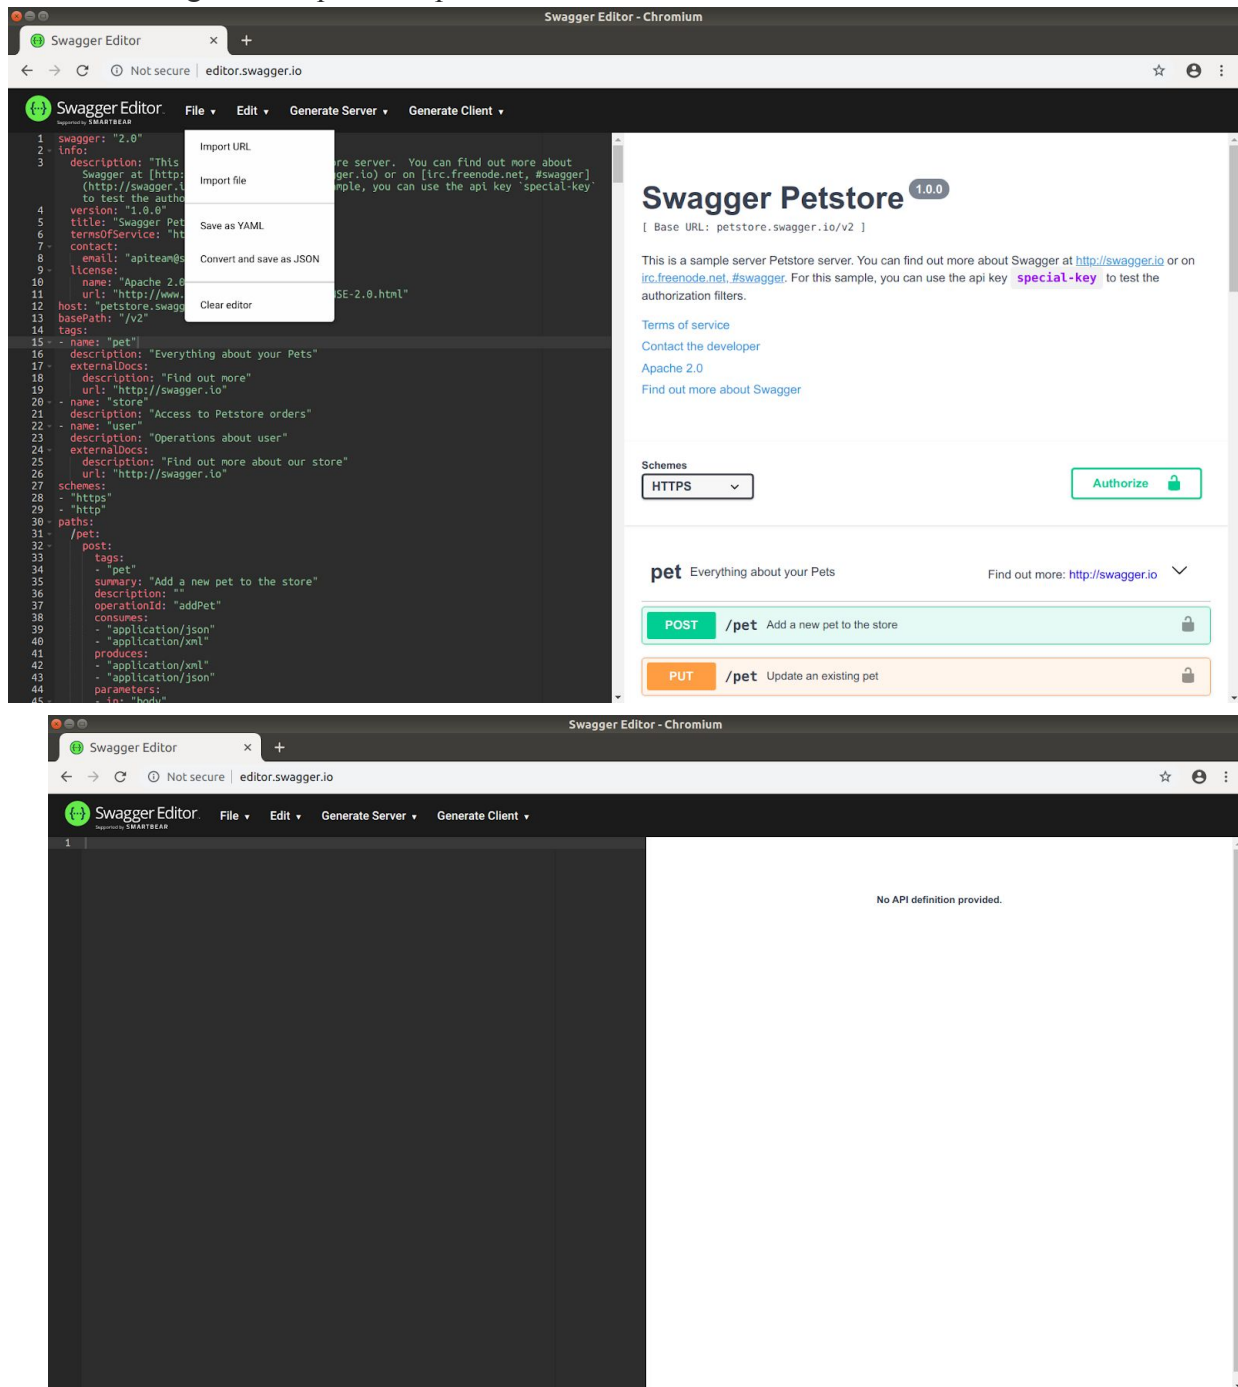 Swagger Editor - Chromium
Swagger Editor × +
Not secure | editor.swagger.io
Swagger Editor. File Edit Generate Server Generate Client
Supported by SMARTBEAR
Import URL
Import file
Save as YAML
Convert and save as JSON
Clear editor
1 swagger: "2.0"
2 info:
3 description: "This re server. You can find out more about
Swagger at [http: ger.io) or on [irc.freenode.net, #swagger]
(http://swagger.i mple, you can use the api key `special-key`
to test the autho
4 version: "1.0.0"
5 title: "Swagger Pet
6 termsOfService: "ht
7 contact:
8 email: "apiteam@s
9 license:
10 name: "Apache 2.0
11 url: "http://www. SE-2.0.html"
12 host: "petstore.swagg
13 basePath: "/v2"
14 tags:
15 - name: "pet"
16 description: "Everything about your Pets"
17 externalDocs:
18 description: "Find out more"
19 url: "http://swagger.io"
20 - name: "store"
21 description: "Access to Petstore orders"
22 - name: "user"
23 description: "Operations about user"
24 externalDocs:
25 description: "Find out more about our store"
26 url: "http://swagger.io"
27 schemes:
28 - "https"
29 - "http"
30 paths:
31 /pet:
32 post:
33 tags:
34 - "pet"
35 summary: "Add a new pet to the store"
36 description: ""
37 operationId: "addPet"
38 consumes:
39 - "application/json"
40 - "application/xml"
41 produces:
42 - "application/xml"
43 - "application/json"
44 parameters:
45 - in: "body"
Swagger Petstore 1.0.0
[ Base URL: petstore.swagger.io/v2 ]
This is a sample server Petstore server. You can find out more about Swagger at http://swagger.io or on
irc.freenode.net, #swagger. For this sample, you can use the api key special-key to test the
authorization filters.
Terms of service
Contact the developer
Apache 2.0
Find out more about Swagger
Schemes
HTTPS
Authorize
pet Everything about your Pets Find out more: http://swagger.io
POST /pet Add a new pet to the store
PUT /pet Update an existing pet
Swagger Editor - Chromium
Swagger Editor × +
Not secure | editor.swagger.io
Swagger Editor. File Edit Generate Server Generate Client
Supported by SMARTBEAR
1
No API definition provided.